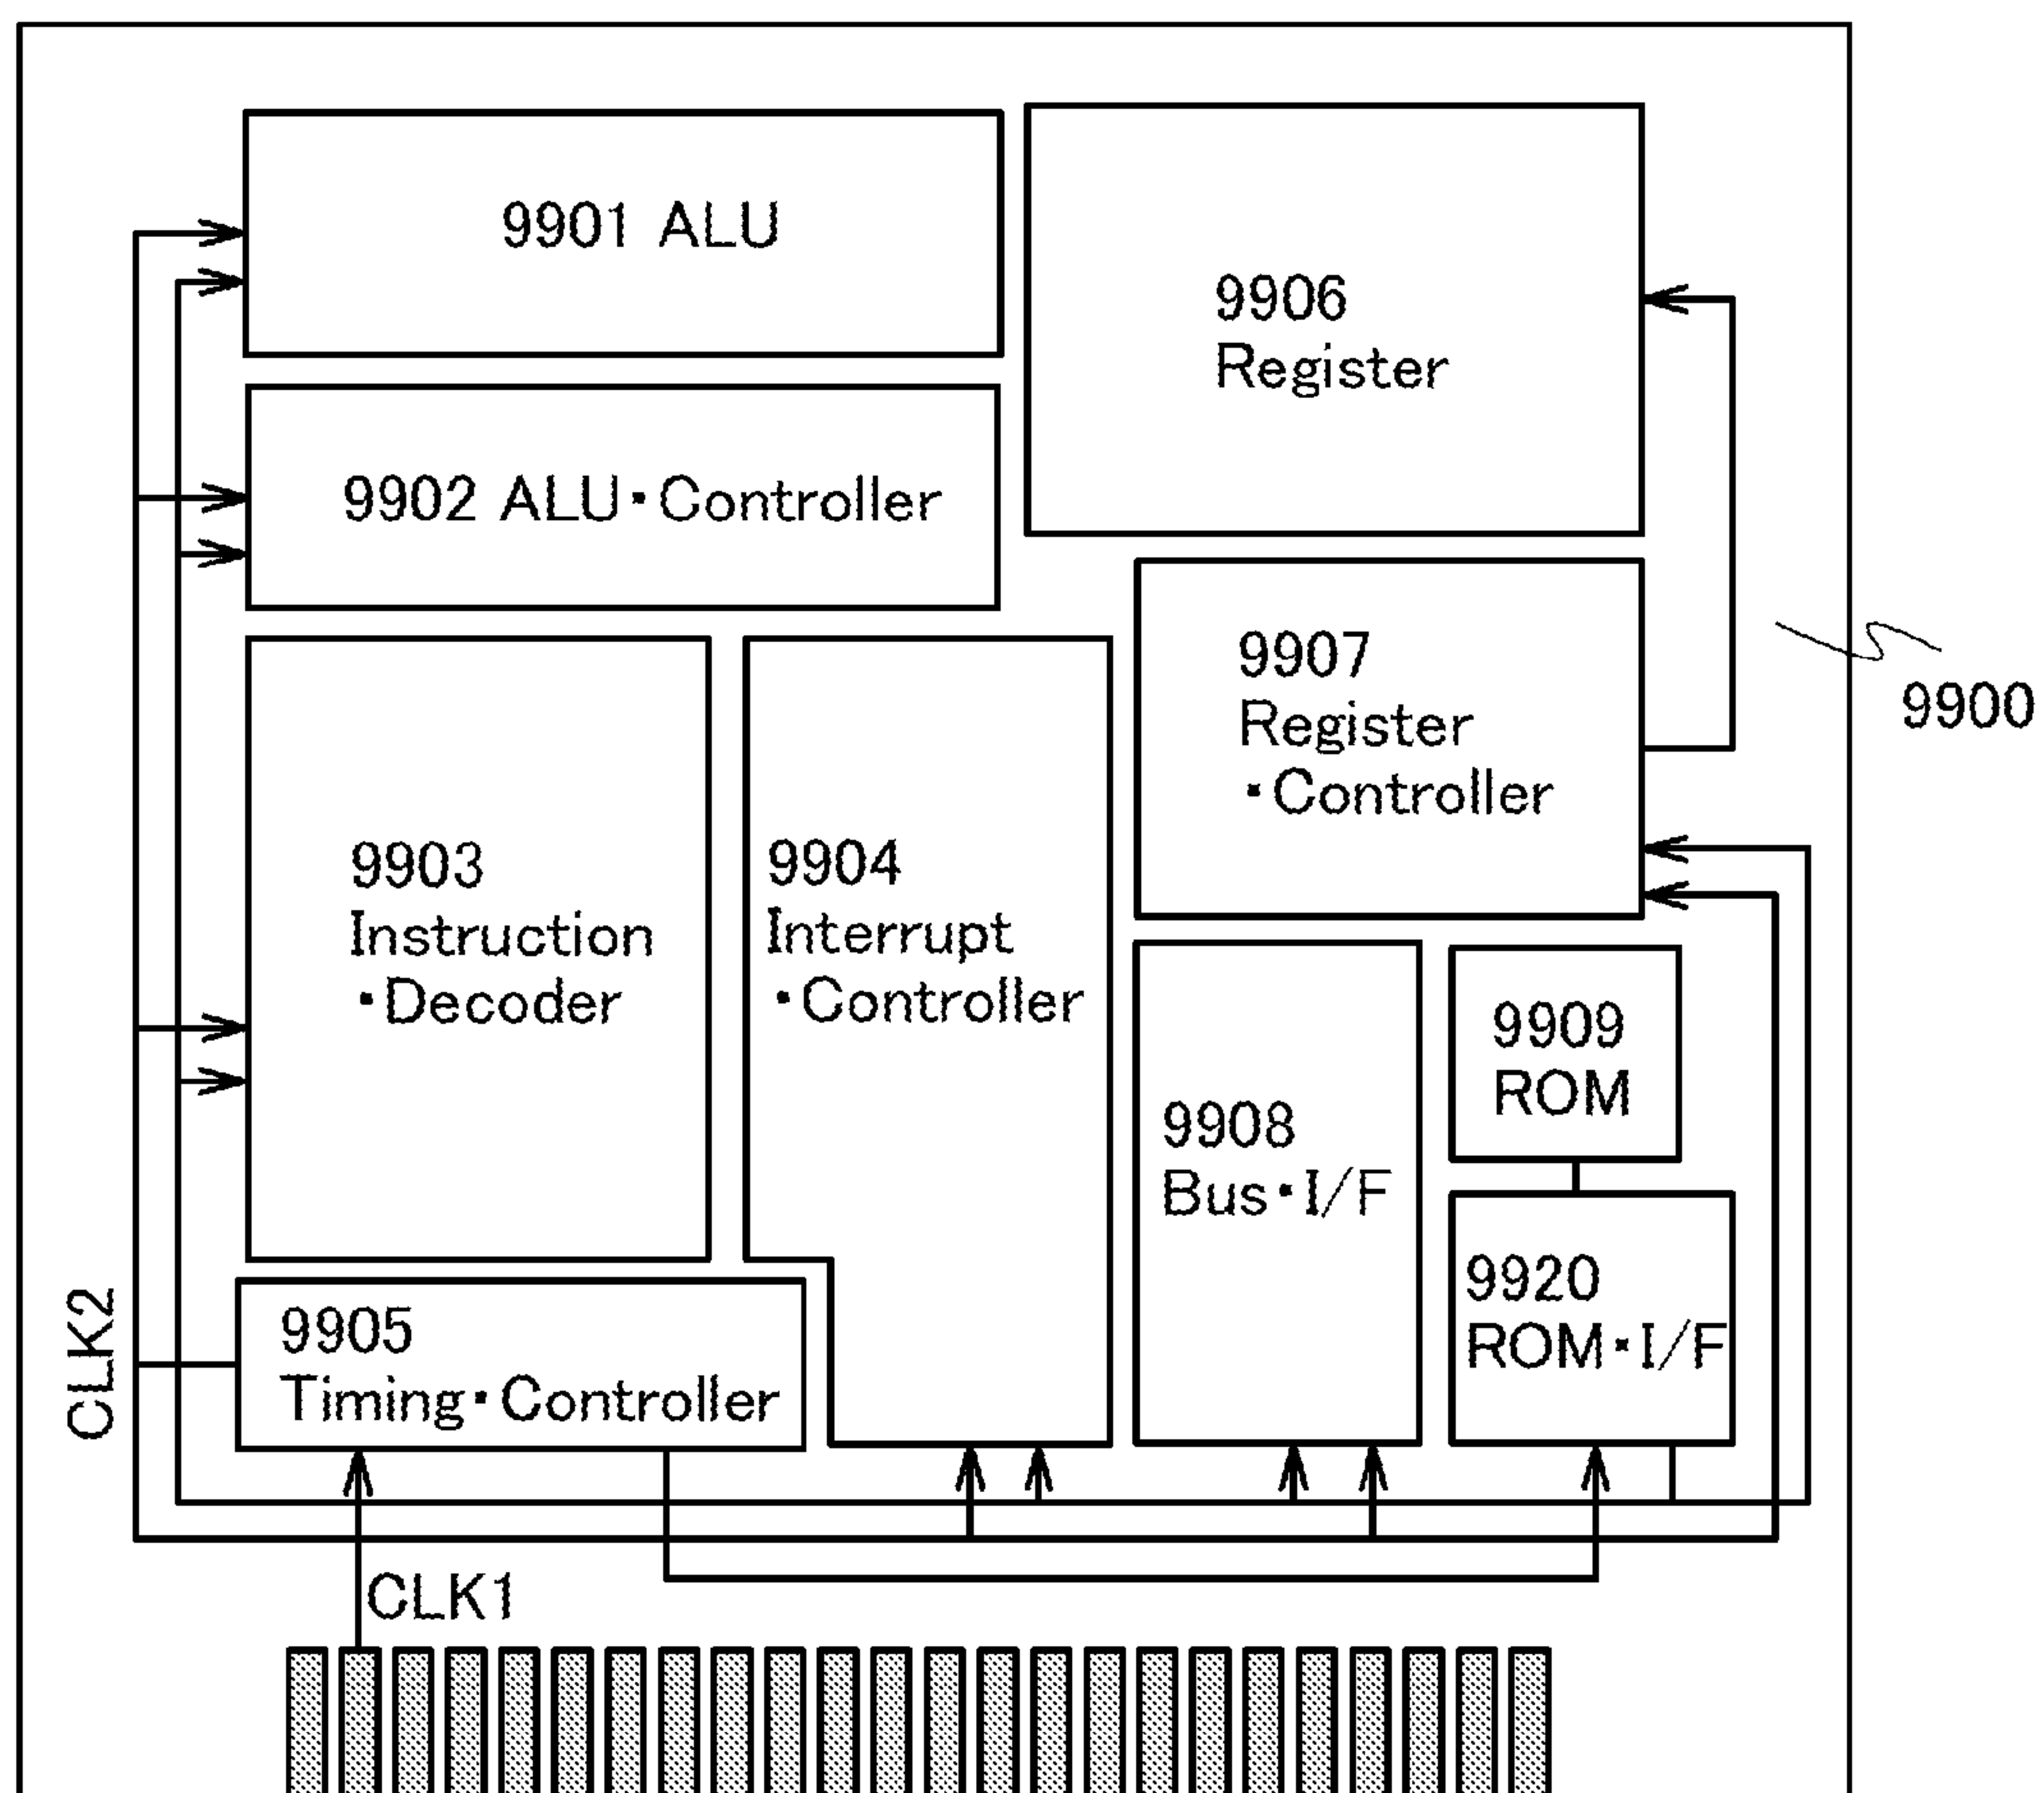 9901 ALU
9906
Register
9902 ALU・Controller
9907
Register
・Controller
9900
9903
Instruction
・Decoder
9904
Interrupt
・Controller
9909
ROM
9908
Bus・I/F
9920
ROM・I/F
9905
Timing・Controller
CLK2
CLK1